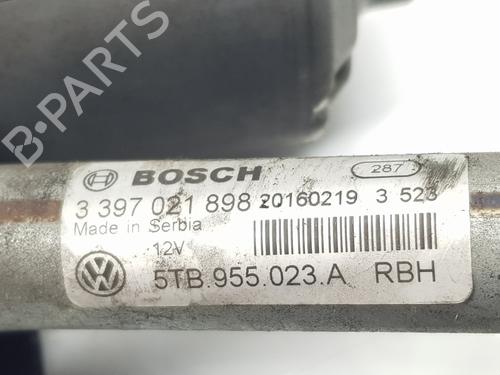 BOSCH 287
3 397 021 898 20160219 3 523
Made in Serbia
12V
5TB.955.023.A RBH
B-PARTS